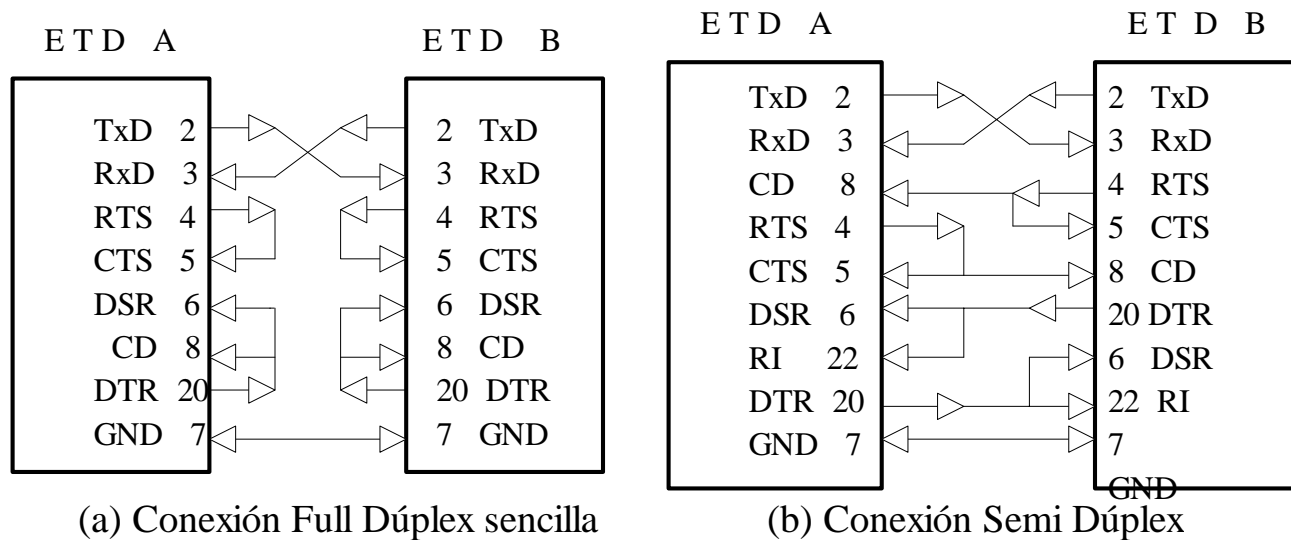 E T D A
E T D B
TxD 2
RxD 3
RTS 4
CTS 5
DSR 6
CD 8
DTR 20
GND 7
2 TxD
3 RxD
4 RTS
5 CTS
6 DSR
8 CD
20 DTR
7 GND
(a) Conexión Full Dúplex sencilla
E T D A
E T D B
TxD 2
RxD 3
CD 8
RTS 4
CTS 5
DSR 6
RI 22
DTR 20
GND 7
2 TxD
3 RxD
4 RTS
5 CTS
8 CD
20 DTR
6 DSR
22 RI
7
GND
(b) Conexión Semi Dúplex